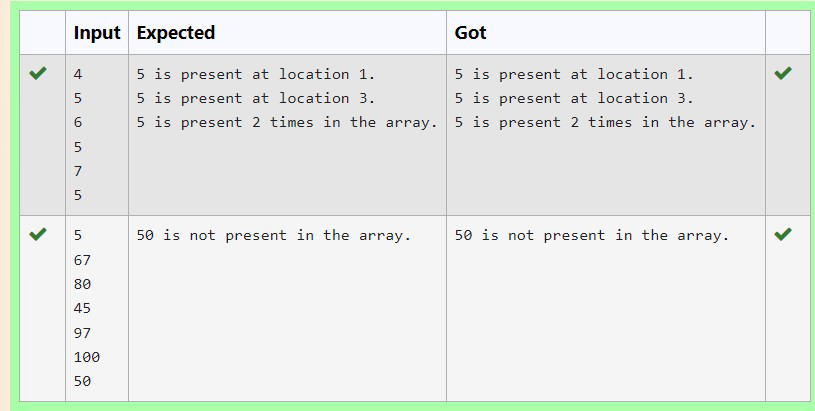 Input Expected Got
4 5 is present at location 1. 5 is present at location 1.
5 5 is present at location 3. 5 is present at location 3.
6 5 is present 2 times in the array. 5 is present 2 times in the array.
5
7
5
5 50 is not present in the array. 50 is not present in the array.
67
80
45
97
100
50